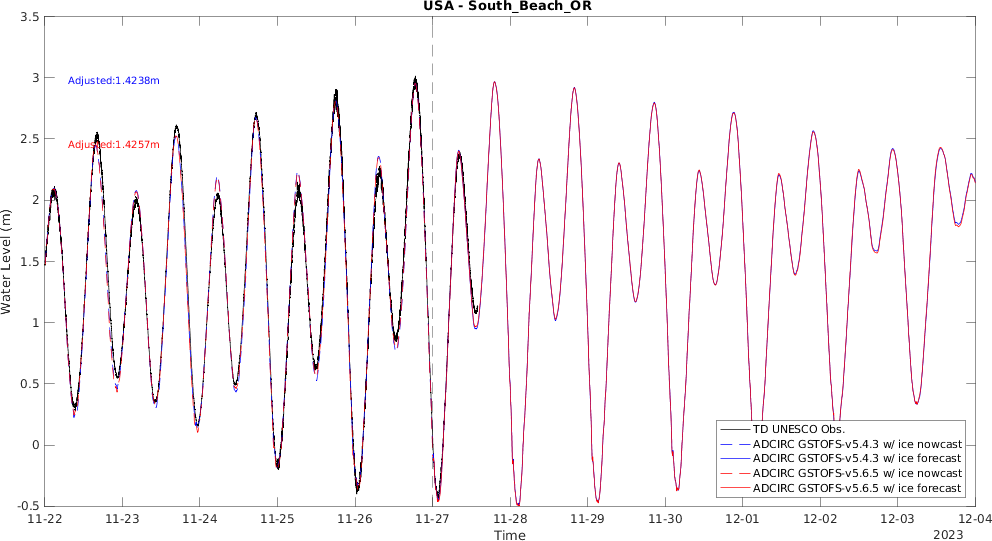 USA - South_Beach_OR
3.5
3
2.5
2
1.5
1
0.5
0
-0.5
Water Level (m)
Adjusted:1.4238m
Adjusted:1.4257m
TD UNESCO Obs.
ADCIRC GSTOFS-v5.4.3 w/ ice nowcast
ADCIRC GSTOFS-v5.4.3 w/ ice forecast
ADCIRC GSTOFS-v5.6.5 w/ ice nowcast
ADCIRC GSTOFS-v5.6.5 w/ ice forecast
11-22 11-23 11-24 11-25 11-26 11-27 11-28 11-29 11-30 12-01 12-02 12-03 12-04
Time
2023